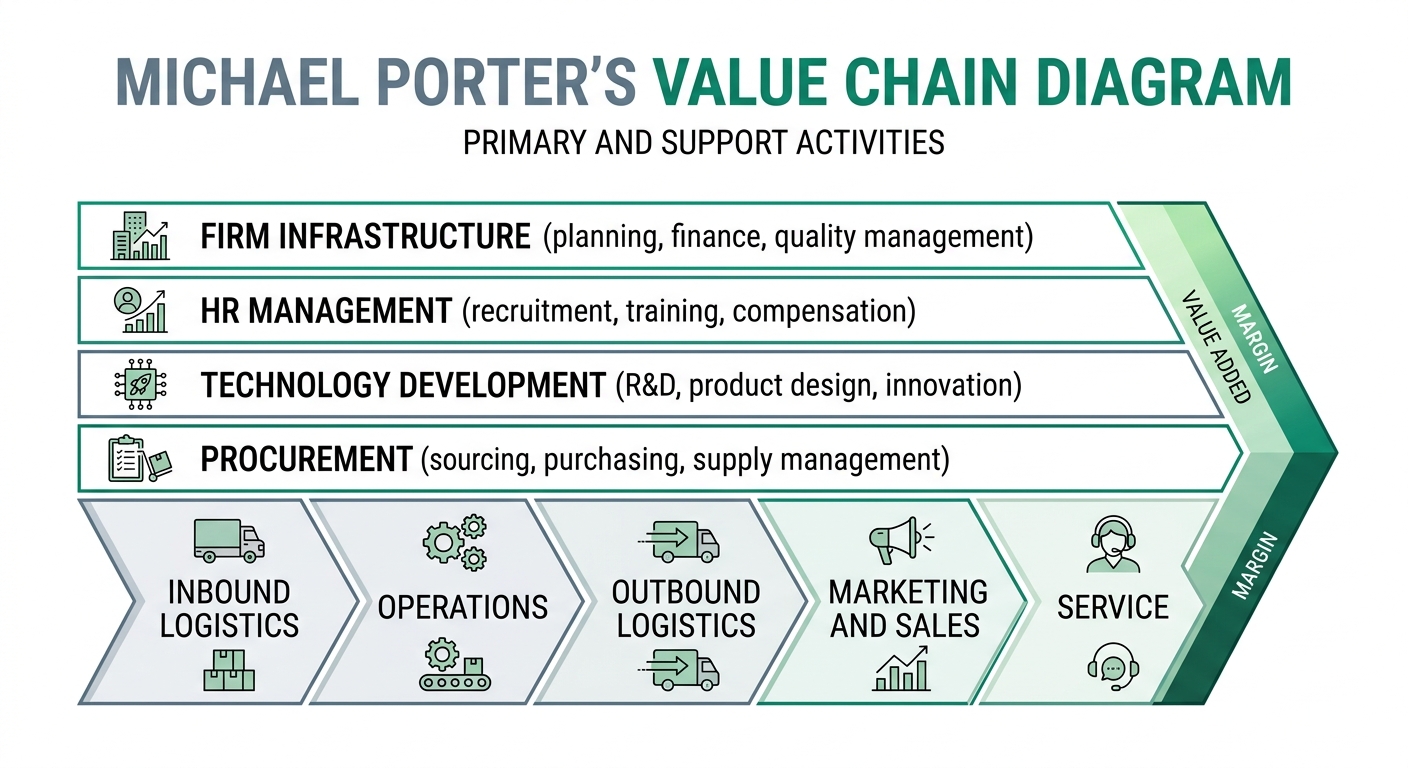 MICHAEL PORTER’S VALUE CHAIN DIAGRAM
PRIMARY AND SUPPORT ACTIVITIES
FIRM INFRASTRUCTURE (planning, finance, quality management)
HR MANAGEMENT (recruitment, training, compensation)
TECHNOLOGY DEVELOPMENT (R&D, product design, innovation)
PROCUREMENT (sourcing, purchasing, supply management)
VALUE ADDED
MARGIN
INBOUND
LOGISTICS
OPERATIONS
OUTBOUND
LOGISTICS
MARKETING
AND SALES
SERVICE
MARGIN